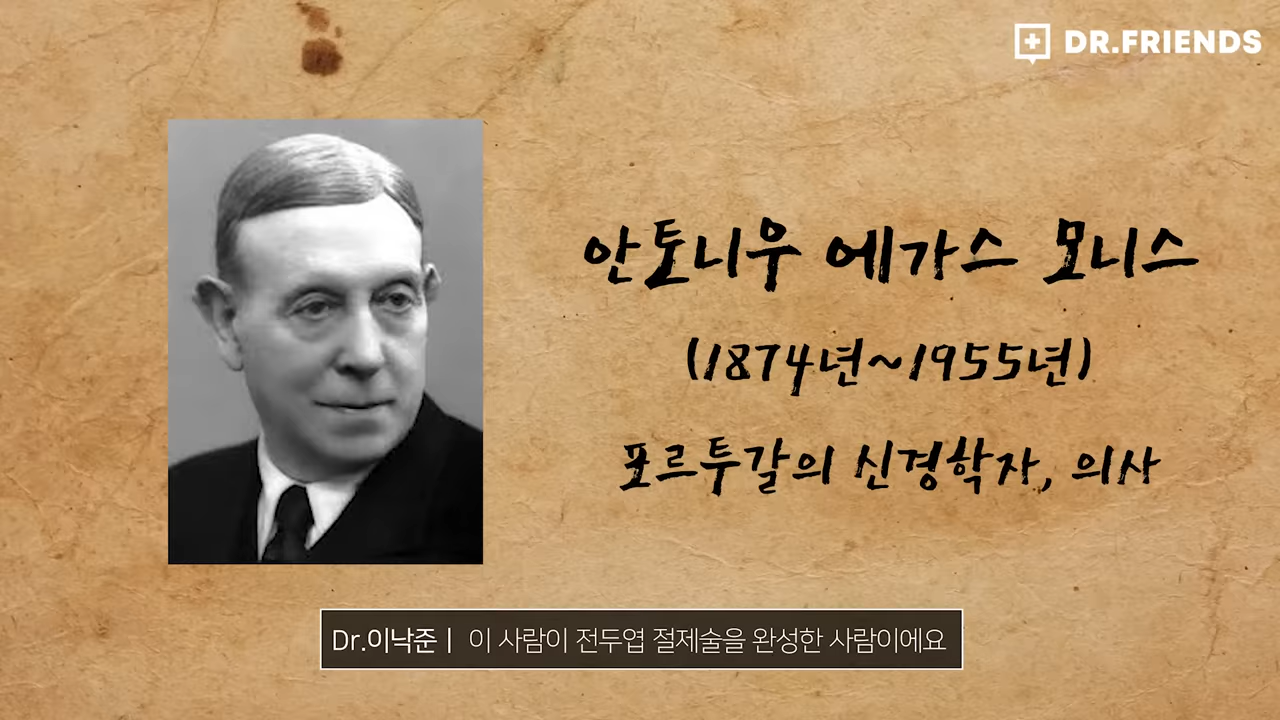 DR.FRIENDS
안토니우 에가스 모니스
(1874년~1955년)
포르투갈의 신경학자, 의사
Dr.이낙준ㅣ 이 사람이 전두엽 절제술을 완성한 사람이에요